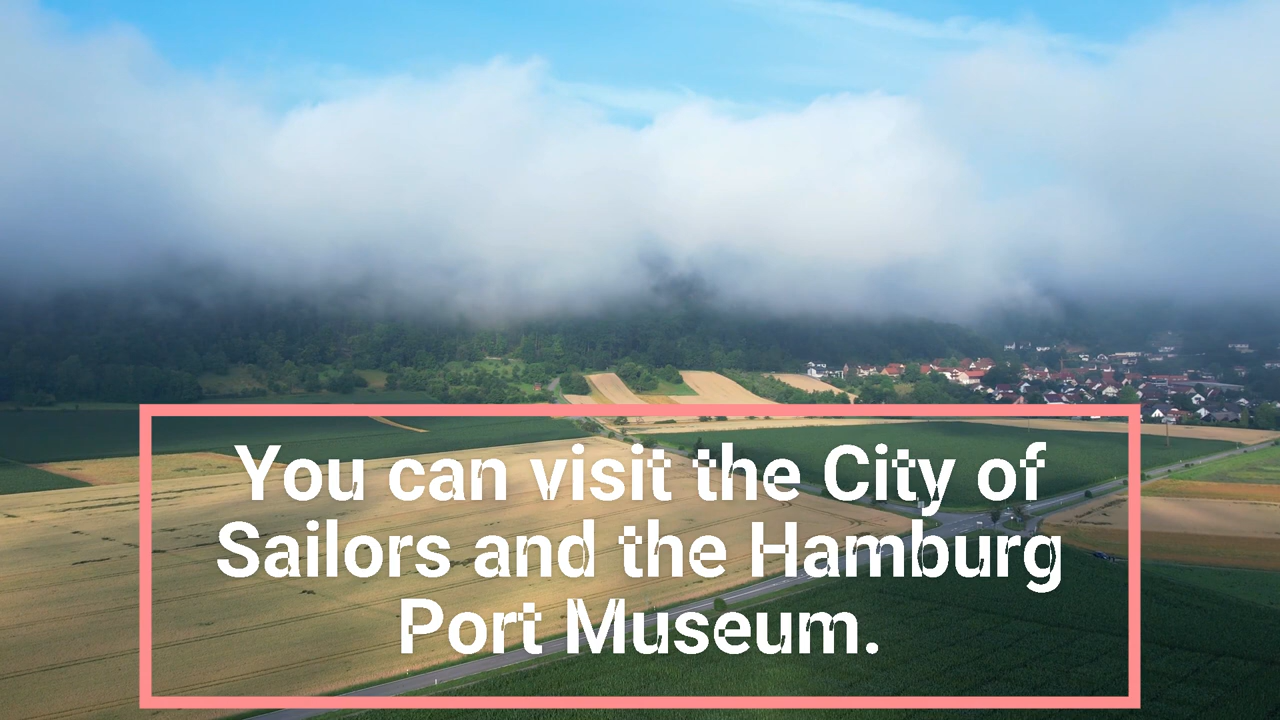 You can visit the City of
Sailors and the Hamburg
Port Museum.